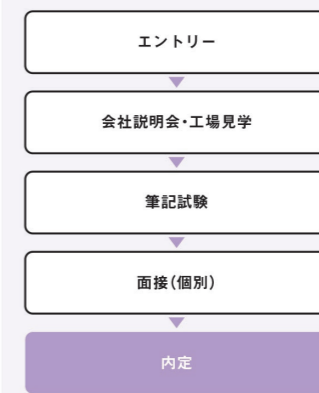 エントリー
会社説明会・工場見学
筆記試験
面接(個別)
内定